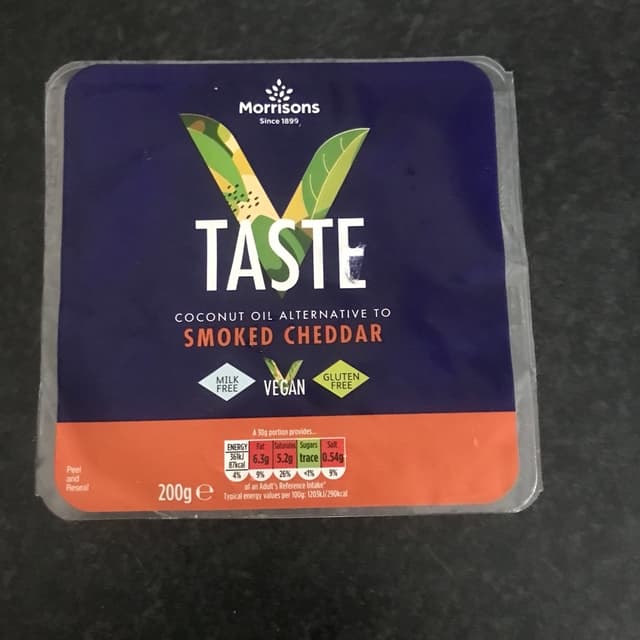 Morrisons
Since 1899
V
TASTE
COCONUT OIL ALTERNATIVE TO
SMOKED CHEDDAR
MILK
FREE
VEGAN
GLUTEN
FREE
A 30g portion provides...
ENERGY Fat Saturates Sugars Salt
361kJ
87kcal 6.3g 5.2g trace 0.54g
4% 9% 26% <1% 9%
of an Adult's Reference Intake*
Typical energy values per 100g: 1203kJ/290kcal
Peel
and
Reseal
200g e